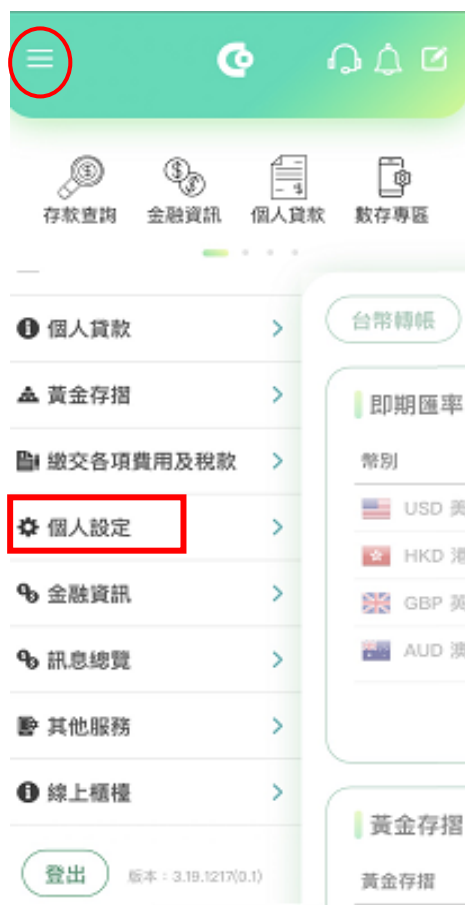 存款查詢 金融資訊 個人貸款 數存專區
個人貸款
黃金存摺
繳交各項費用及稅款
個人設定
金融資訊
訊息總覽
其他服務
線上櫃檯
登出 版本：3.19.1217(0.1)
台幣轉帳
即期匯率
幣別
USD 美
HKD 港
GBP 英
AUD 澳
黃金存摺
黃金存摺